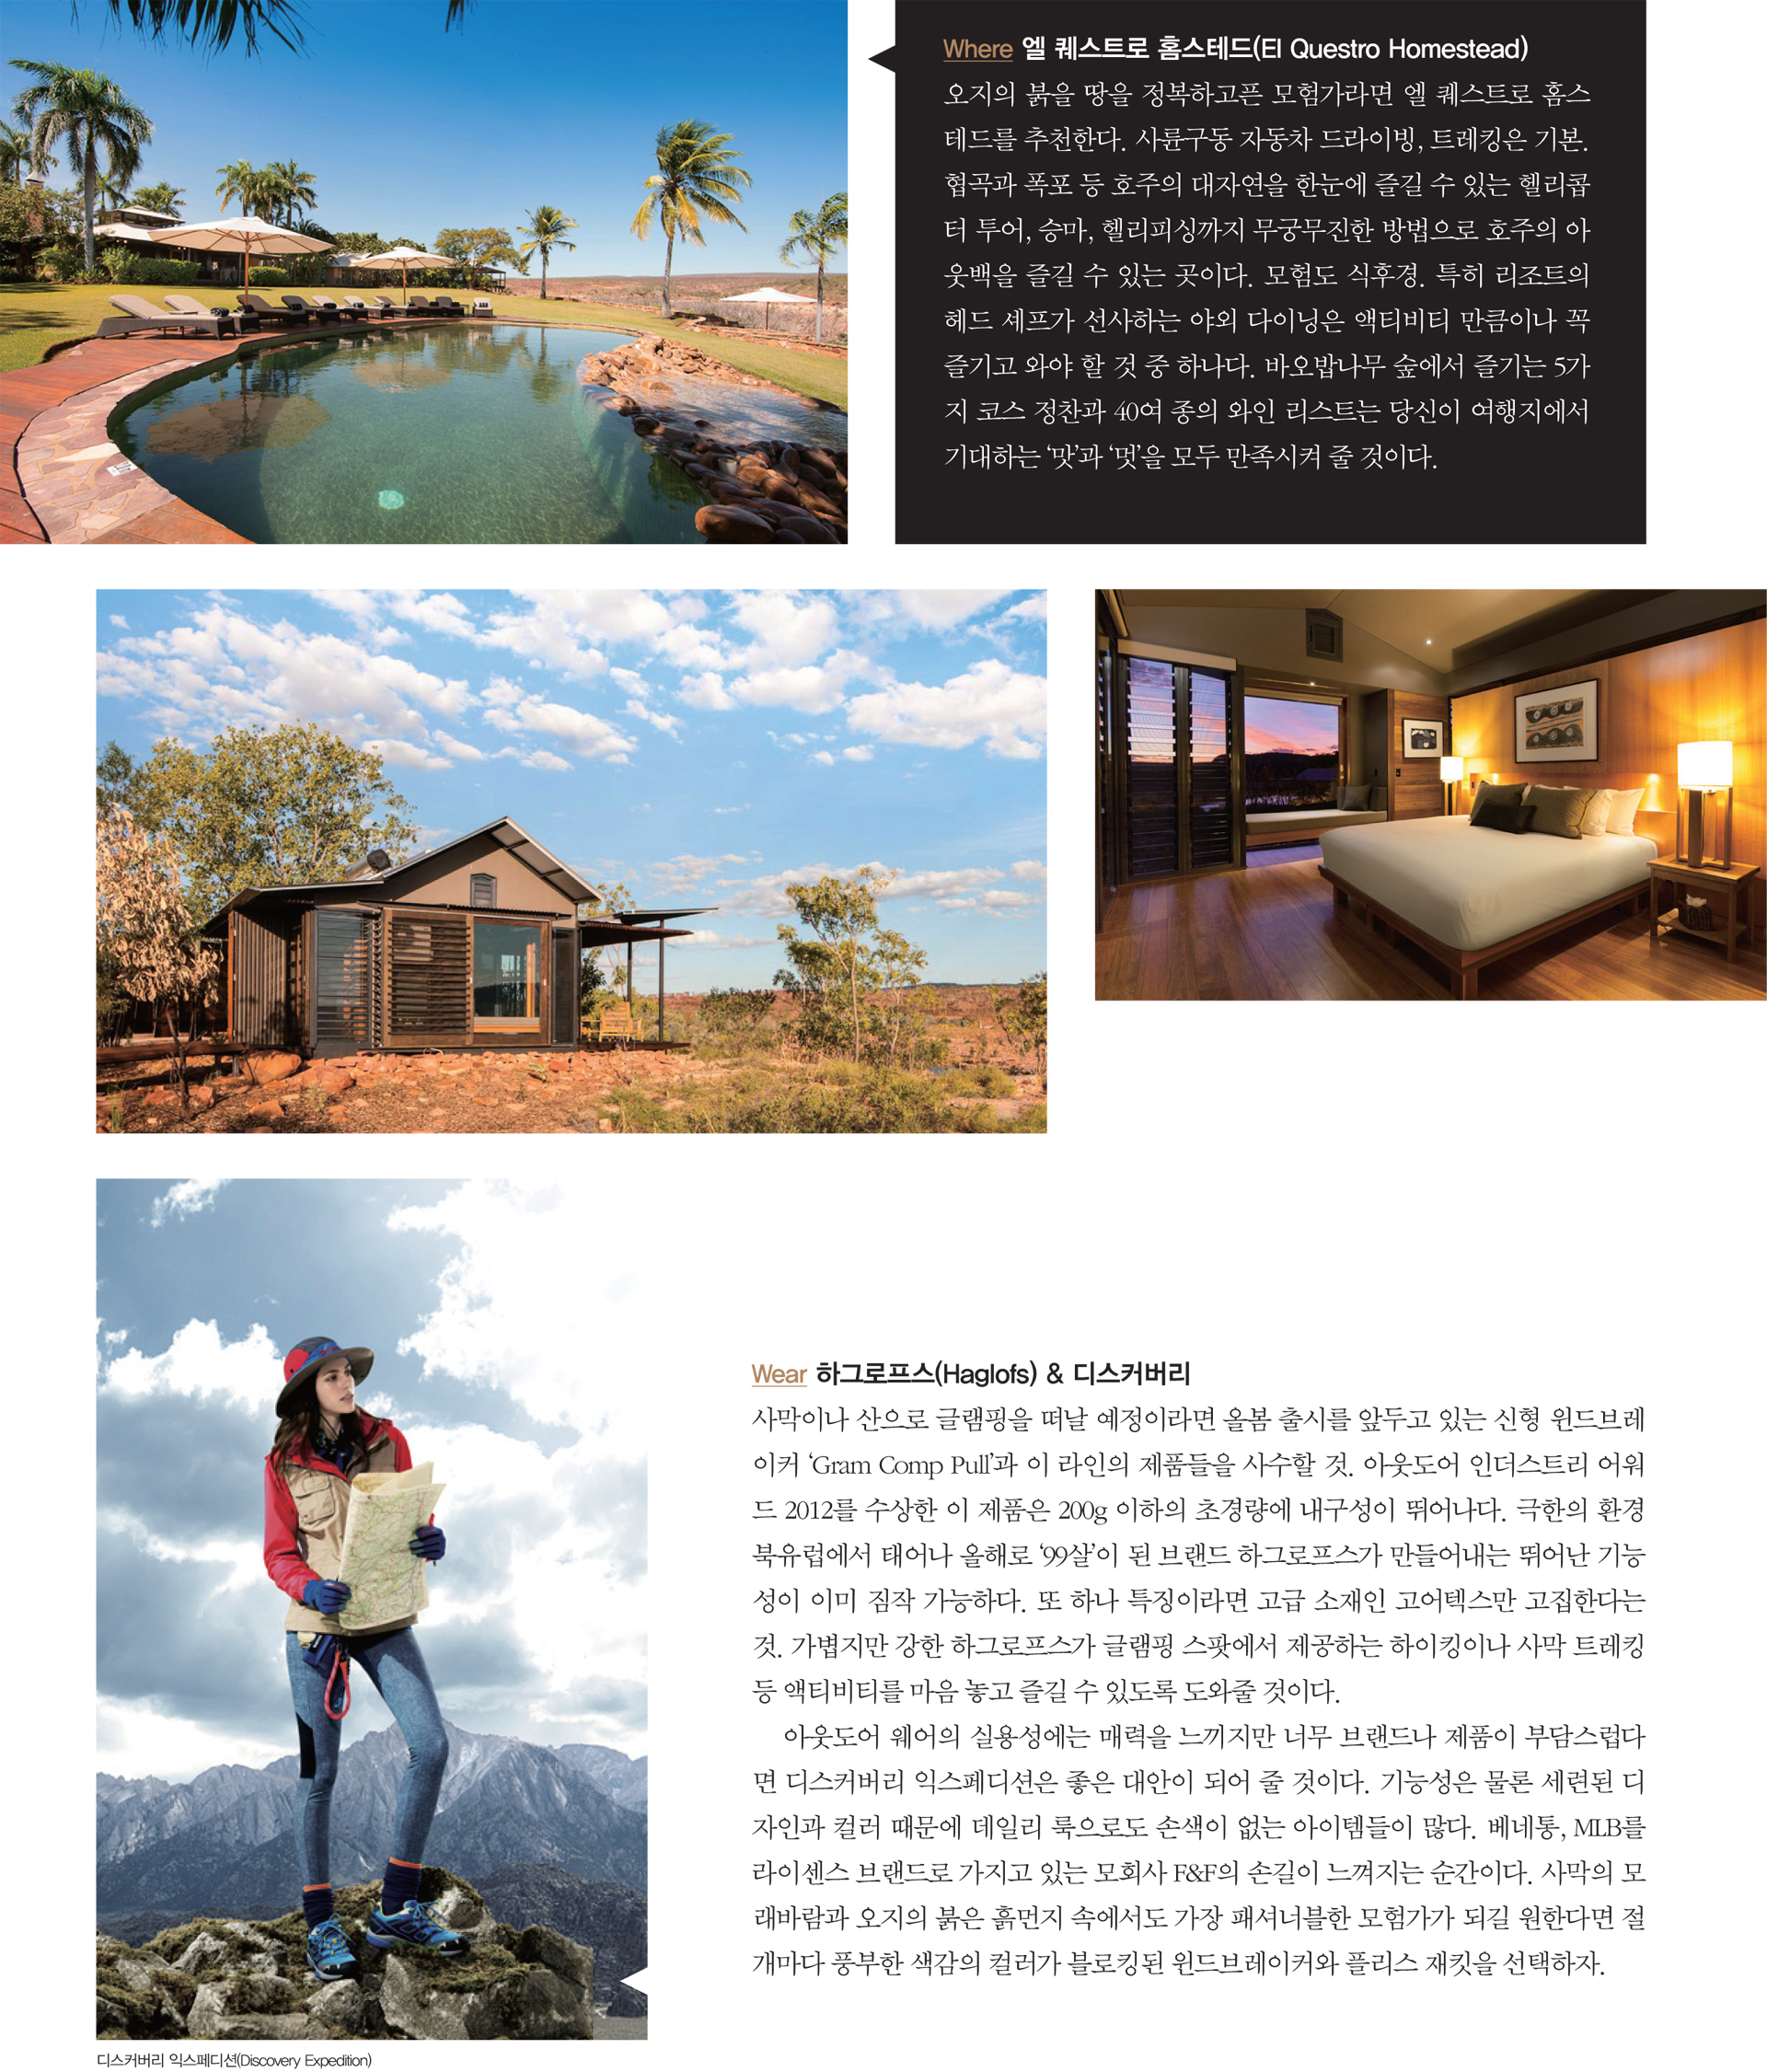 Where 엘 퀘스트로 홈스테드(El Questro Homestead)
오지의 붉을 땅을 정복하고픈 모험가라면 엘 퀘스트로 홈스
테드를 추천한다. 사륜구동 자동차 드라이빙, 트레킹은 기본.
협곡과 폭포 등 호주의 대자연을 한눈에 즐길 수 있는 헬리콥
터 투어, 승마, 헬리피싱까지 무궁무진한 방법으로 호주의 아
웃백을 즐길 수 있는 곳이다. 모험도 식후경. 특히 리조트의
헤드 셰프가 선사하는 야외 다이닝은 액티비티 만큼이나 꼭
즐기고 와야 할 것 중 하나다. 바오밥나무 숲에서 즐기는 5가
지 코스 정찬과 40여 종의 와인 리스트는 당신이 여행지에서
기대하는 ‘맛’과 ‘멋’을 모두 만족시켜 줄 것이다.
Wear 하그로프스(Haglofs) & 디스커버리
사막이나 산으로 글램핑을 떠날 예정이라면 올봄 출시를 앞두고 있는 신형 윈드브레
이커 ‘Gram Comp Pull’과 이 라인의 제품들을 사수할 것. 아웃도어 인더스트리 어워
드 2012를 수상한 이 제품은 200g 이하의 초경량에 내구성이 뛰어나다. 극한의 환경
북유럽에서 태어나 올해로 ‘99살’이 된 브랜드 하그로프스가 만들어내는 뛰어난 기능
성이 이미 짐작 가능하다. 또 하나 특징이라면 고급 소재인 고어텍스만 고집한다는
것. 가볍지만 강한 하그로프스가 글램핑 스팟에서 제공하는 하이킹이나 사막 트레킹
등 액티비티를 마음 놓고 즐길 수 있도록 도와줄 것이다.
아웃도어 웨어의 실용성에는 매력을 느끼지만 너무 브랜드나 제품이 부담스럽다
면 디스커버리 익스페디션은 좋은 대안이 되어 줄 것이다. 기능성은 물론 세련된 디
자인과 컬러 때문에 데일리 룩으로도 손색이 없는 아이템들이 많다. 베네통, MLB를
라이센스 브랜드로 가지고 있는 모회사 F&F의 손길이 느껴지는 순간이다. 사막의 모
래바람과 오지의 붉은 흙먼지 속에서도 가장 패셔너블한 모험가가 되길 원한다면 절
개마다 풍부한 색감의 컬러가 블로킹된 윈드브레이커와 플리스 재킷을 선택하자.
디스커버리 익스페디션(Discovery Expedition)